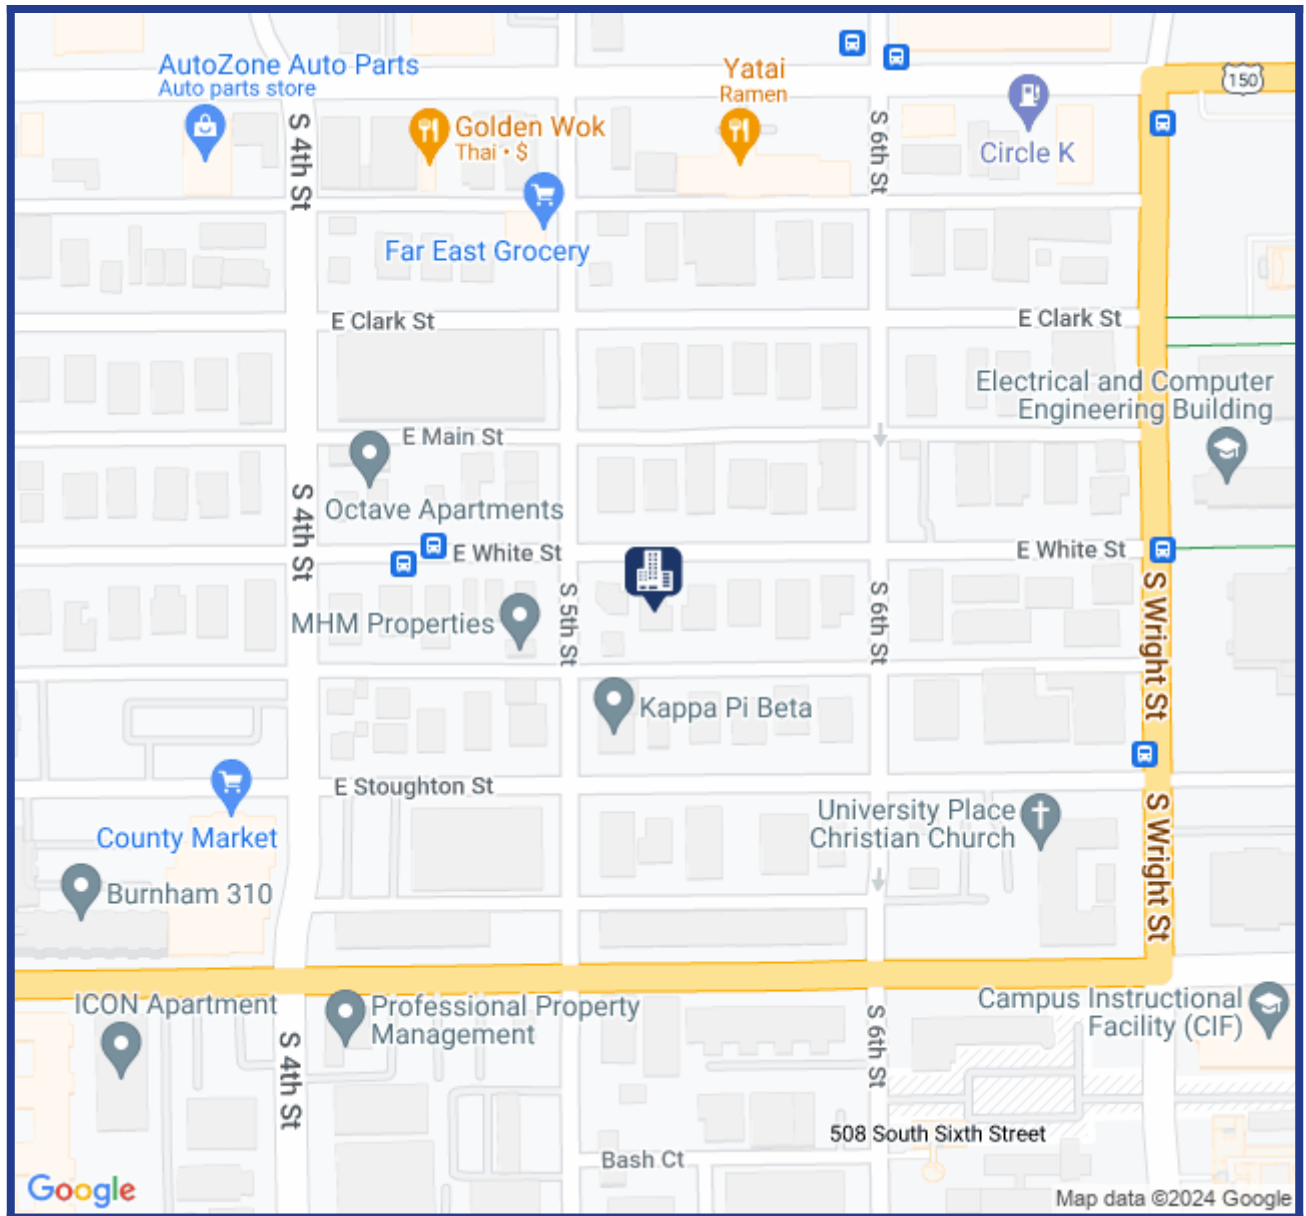 AutoZone Auto Parts
Auto parts store
Yatai
Ramen
150
Golden Wok
Thai • $
S 4th St
S 6th St
Circle K
Far East Grocery
E Clark St
E Clark St
Electrical and Computer
Engineering Building
E Main St
S 4th St
Octave Apartments
E White St
E White St
S 5th St
S 6th St
S Wright St
MHM Properties
Kappa Pi Beta
E Stoughton St
County Market
University Place
Christian Church
S Wright St
Burnham 310
ICON Apartment
Professional Property
Management
Campus Instructional
Facility (CIF)
S 4th St
S 6th St
508 South Sixth Street
Bash Ct
Google
Map data ©2024 Google